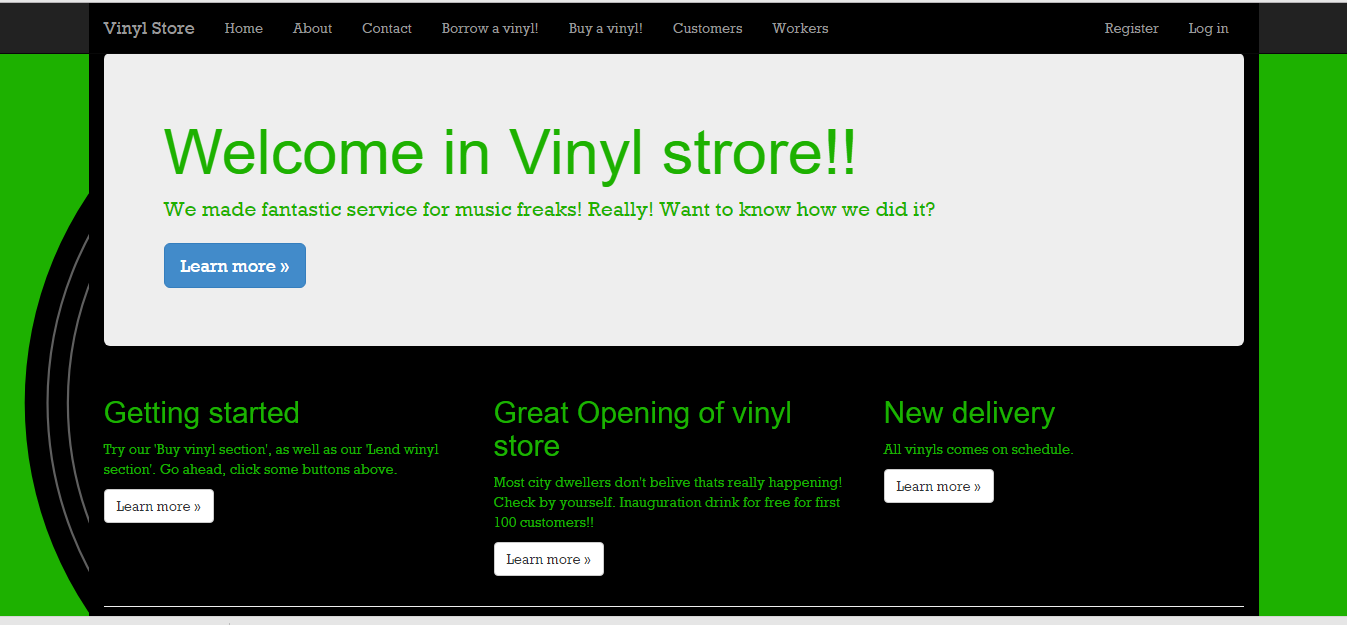 Vinyl Store Home About Contact Borrow a vinyl! Buy a vinyl! Customers Workers Register Log in
Welcome in Vinyl strore!!
We made fantastic service for music freaks! Really! Want to know how we did it?
Learn more »
Getting started
Try our 'Buy vinyl section', as well as our 'Lend winyl
section'. Go ahead, click some buttons above.
Learn more »
Great Opening of vinyl
store
Most city dwellers don't belive thats really happening!
Check by yourself. Inauguration drink for free for first
100 customers!!
Learn more »
New delivery
All vinyls comes on schedule.
Learn more »